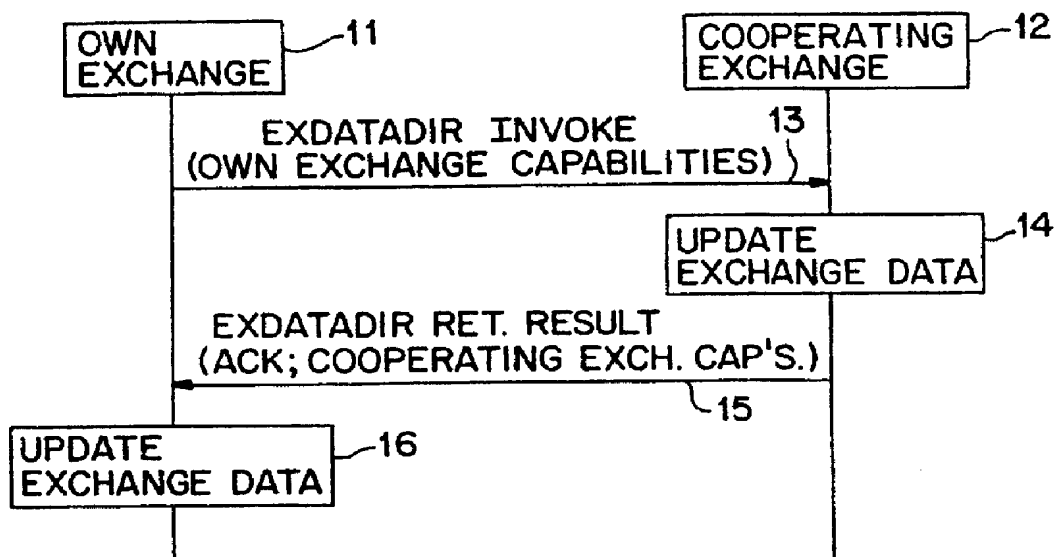 OWN
EXCHANGE
11
COOPERATING
EXCHANGE
12
EXDATADIR INVOKE
(OWN EXCHANGE CAPABILITIES)
13
UPDATE
EXCHANGE DATA
14
EXDATADIR RET. RESULT
(ACK; COOPERATING EXCH. CAP'S.)
15
UPDATE
EXCHANGE DATA
16